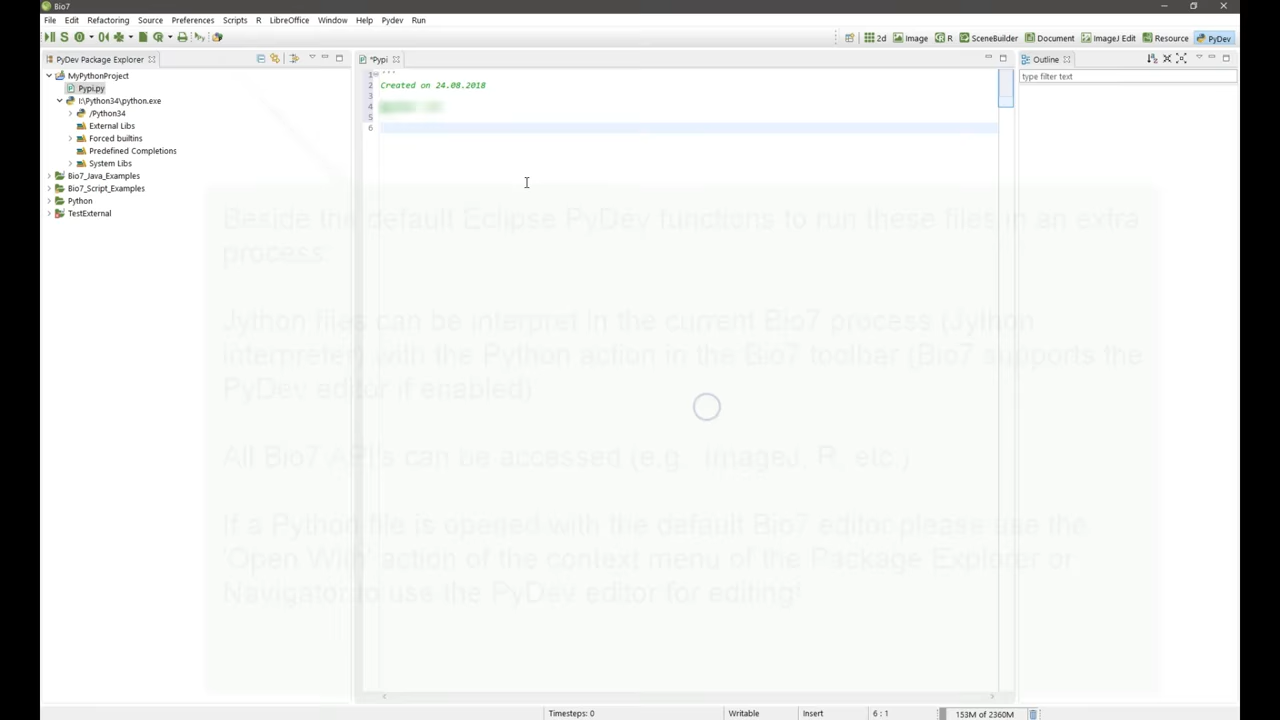 Bio7
File Edit Refactoring Source Preferences Scripts R LibreOffice Window Help Pydev Run
2d Image R SceneBuilder Document ImageJ Edit Resource PyDev
PyDev Package Explorer
*Pypi
Outline
type filter text
MyPythonProject
Pypi.py
I:\Python34\python.exe
/Python34
External Libs
Forced builtins
Predefined Completions
System Libs
Bio7_Java_Examples
Bio7_Script_Examples
Python
TestExternal
1 '''
2 Created on 24.08.2018
3
4
5
6
Beside the default Eclipse PyDev functions to run these files in an extra
process.
Jython files can be interpret in the current Bio7 process (Jython
interpreter) with the Python action in the Bio7 toolbar (Bio7 supports the
PyDev editor if enabled)
All Bio7 API's can be accessed (e.g., ImageJ, R, etc.)
If a Python file is opened with the default Bio7 editor please use the
'Open With' action of the context menu of the Package Explorer or
Navigator to use the PyDev editor for editing!
Timesteps: 0 Writable Insert 6 : 1 153M of 2360M